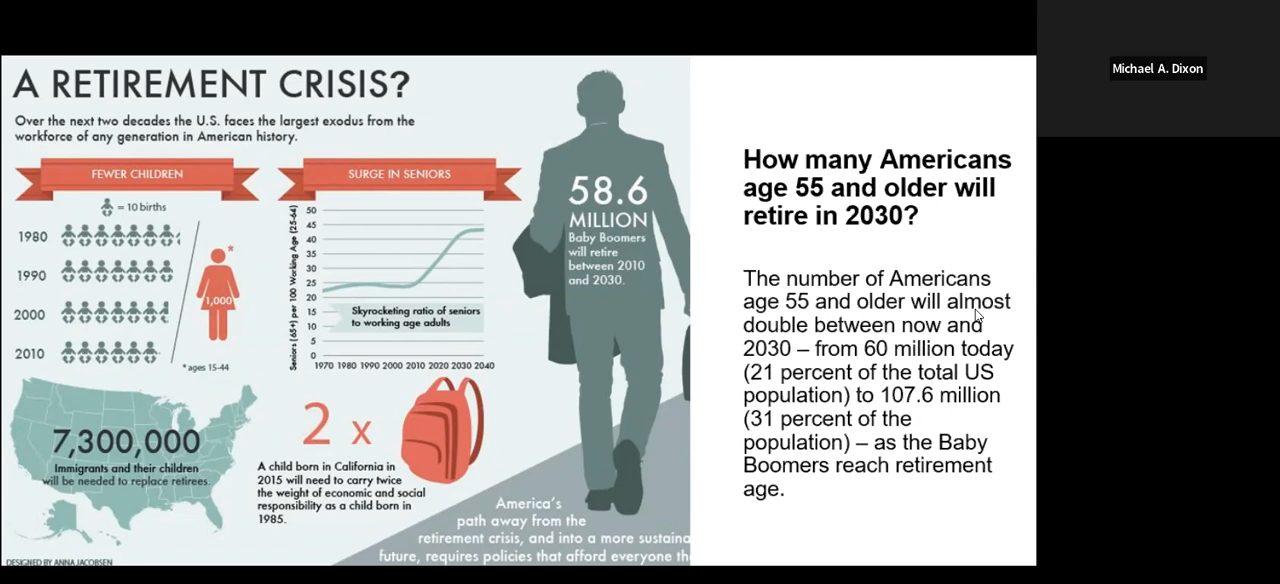 A RETIREMENT CRISIS?
Over the next two decades the U.S. faces the largest exodus from the
workforce of any generation in American history.
FEWER CHILDREN
= 10 births
1980
1990
2000
2010
1,000
*
* ages 15-44
SURGE IN SENIORS
Seniors (65+) per 100 Working Age (25-64)
50
45
40
35
30
25
20
15
10
5
0
Skyrocketing ratio of seniors
to working age adults
1970 1980 1990 2000 2010 2020 2030 2040
58.6
MILLION
Baby Boomers
will retire
between 2010
and 2030.
7,300,000
Immigrants and their children
will be needed to replace retirees.
2 x
A child born in California in
2015 will need to carry twice
the weight of economic and social
responsibility as a child born in
1985.
America's
path away from the
retirement crisis, and into a more sustaina
future, requires policies that afford everyone th
DESIGNED BY ANNA JACOBSEN
How many Americans
age 55 and older will
retire in 2030?
The number of Americans
age 55 and older will almost
double between now and
2030 – from 60 million today
(21 percent of the total US
population) to 107.6 million
(31 percent of the
population) – as the Baby
Boomers reach retirement
age.
Michael A. Dixon